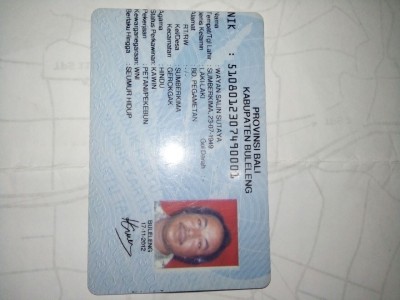 PROVINSI BALI
KABUPATEN BULELENG
NIK : 5108012307490001
Nama : WAYAN SALIN SUTAYA
Tempat/Tgl Lahir : SUMBERKIMA, 23-07-1949
Jenis Kelamin : LAKI-LAKI Gol Darah :
Alamat : BD. PEGAMETAN
RT/RW :
Kel/Desa : SUMBERKIMA
Kecamatan : GEROKGAK
Agama : HINDU
Status Perkawinan : KAWIN
Pekerjaan : PETANI/PEKEBUN
Kewarganegaraan : WNI
Berlaku Hingga : SEUMUR HIDUP
BULELENG
17-11-2012